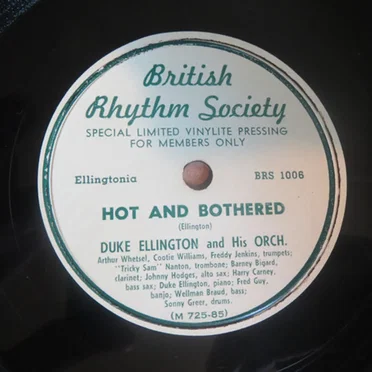 British
Rhythm Society
SPECIAL LIMITED VINYLITE PRESSING
FOR MEMBERS ONLY
Ellingtonia BRS 1006
HOT AND BOTHERED
(Ellington)
DUKE ELLINGTON and His ORCH.
Arthur Whetsel, Cootie Williams, Freddy Jenkins, trumpets;
"Tricky Sam" Nanton, trombone; Barney Bigard,
clarinet; Johnny Hodges, alto sax; Harry Carney,
bass sax; Duke Ellington, piano; Fred Guy,
banjo; Wellman Braud, bass;
Sonny Greer, drums.
(M 725-85)